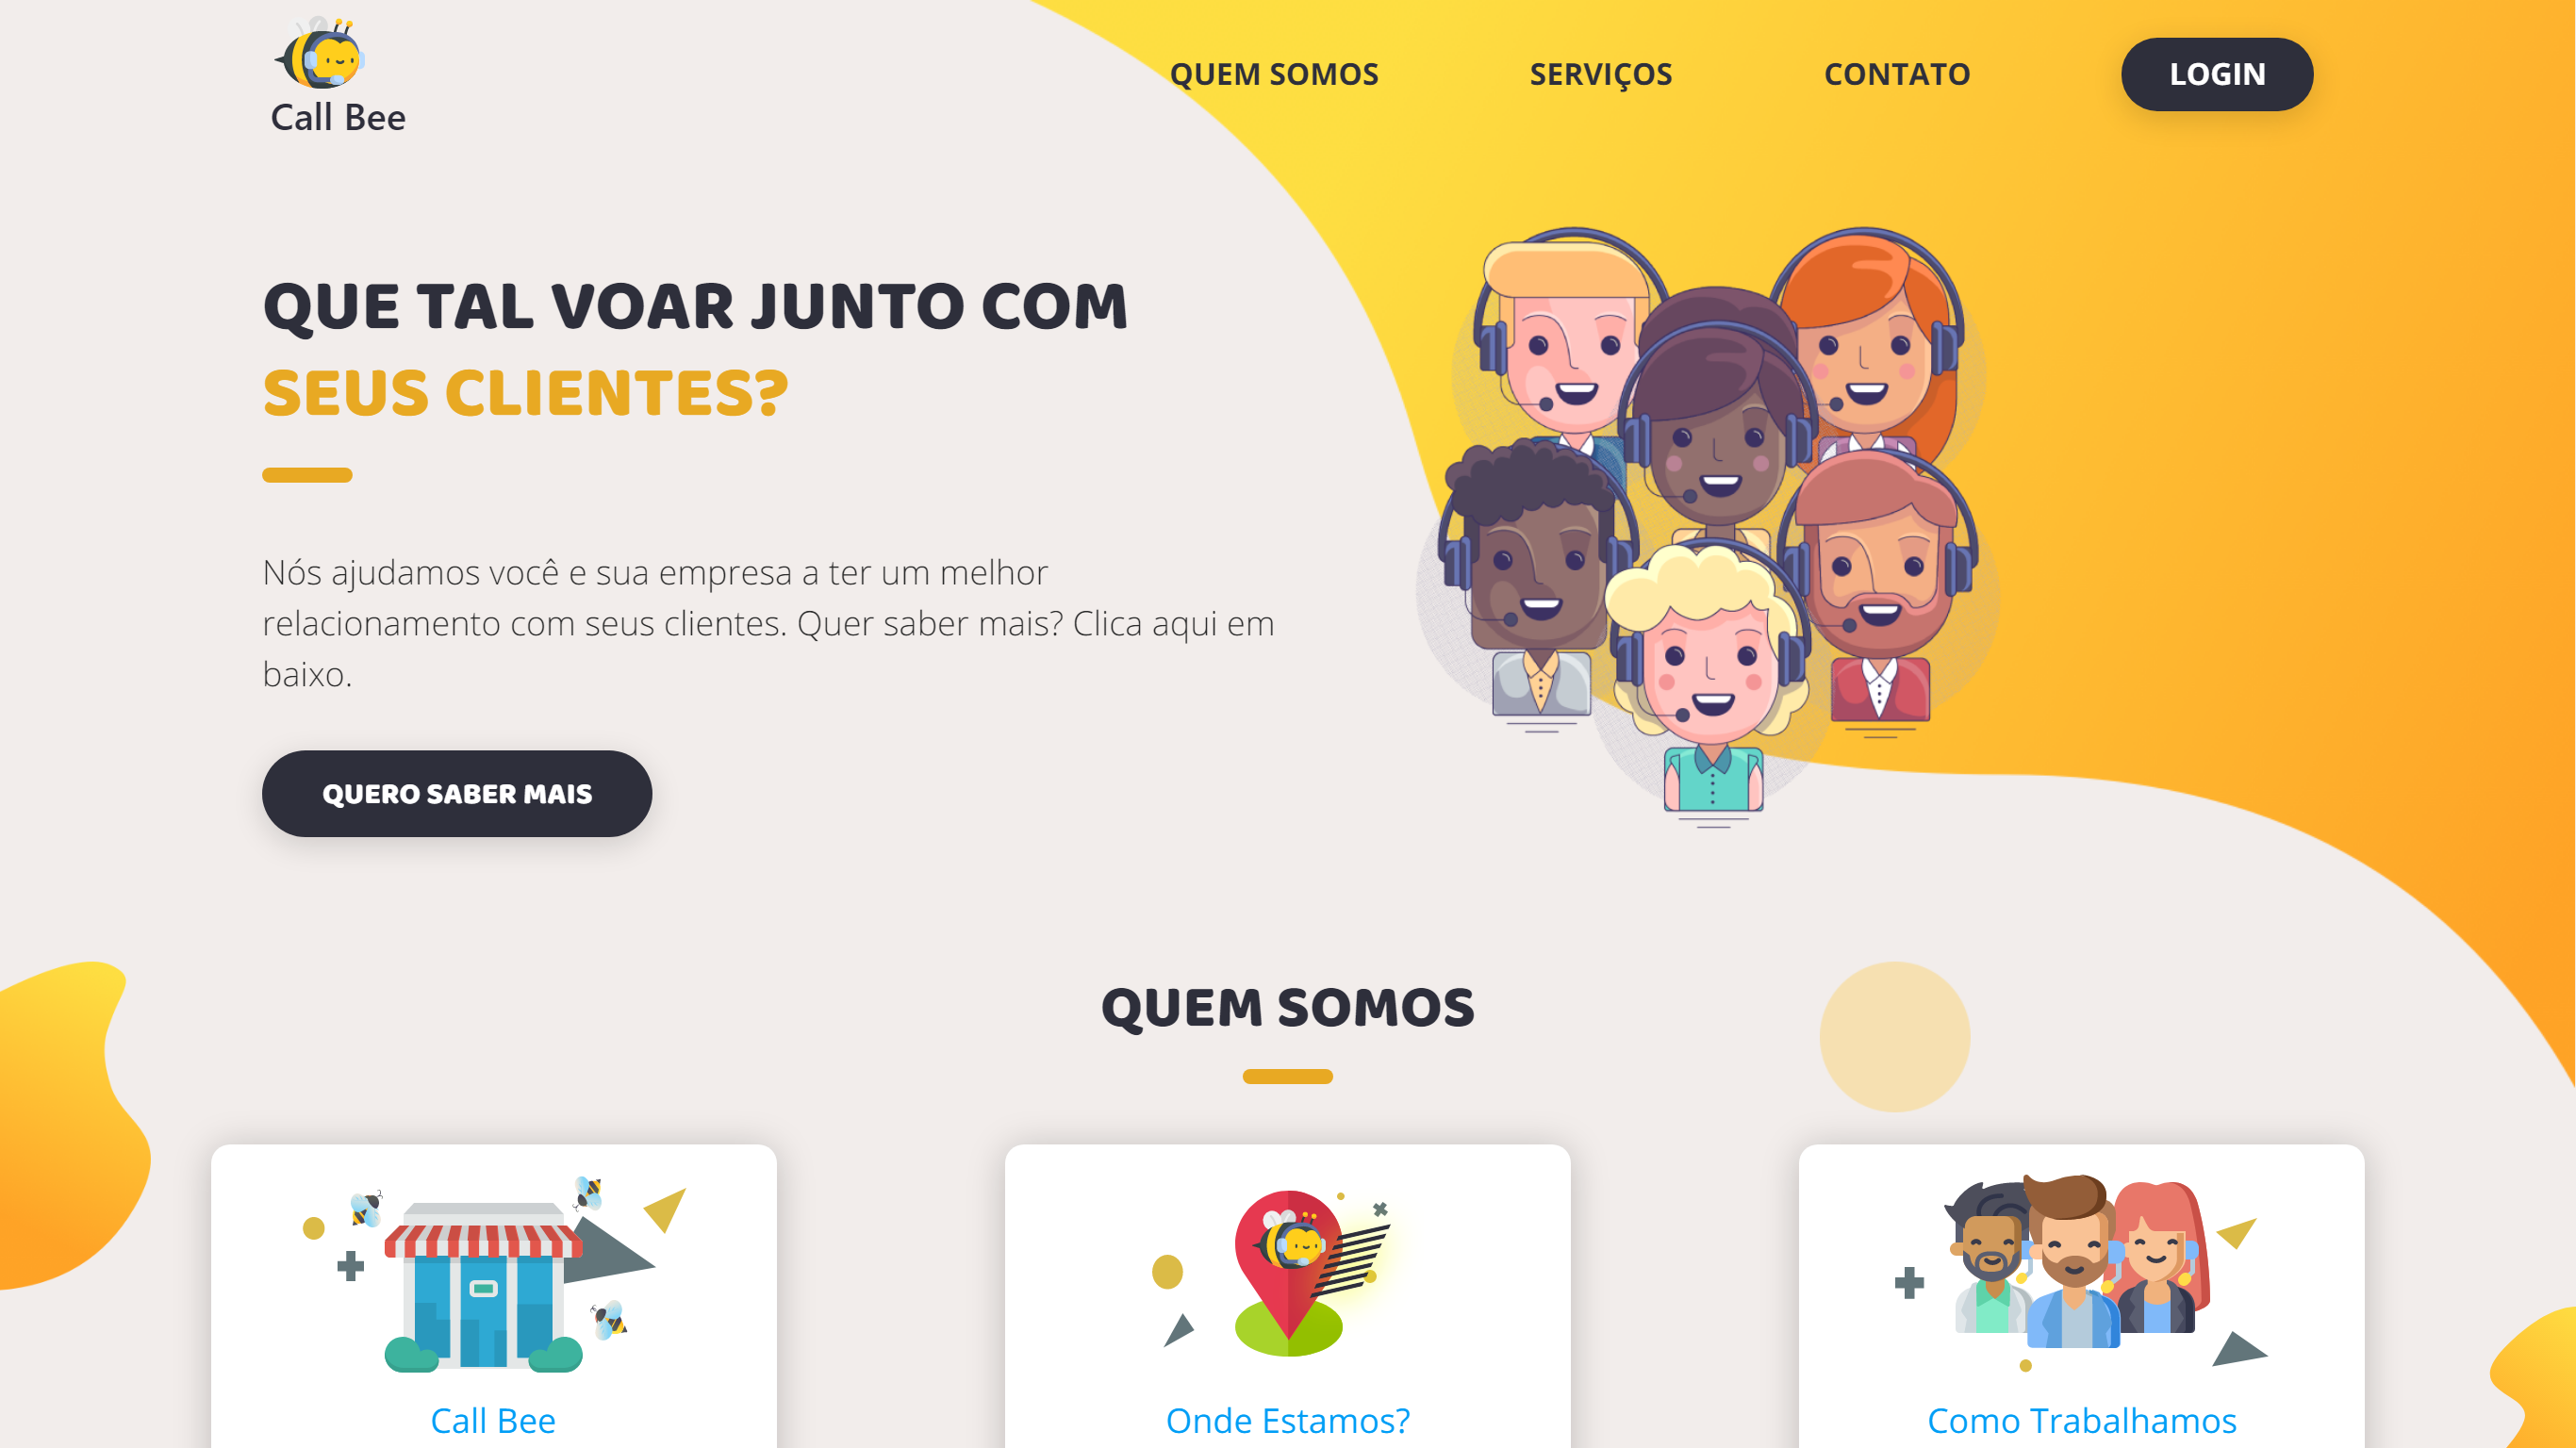 Call Bee
QUEM SOMOS
SERVIÇOS
CONTATO
LOGIN
QUE TAL VOAR JUNTO COM
SEUS CLIENTES?
Nós ajudamos você e sua empresa a ter um melhor
relacionamento com seus clientes. Quer saber mais? Clica aqui em
baixo.
QUERO SABER MAIS
QUEM SOMOS
Call Bee
Onde Estamos?
Como Trabalhamos